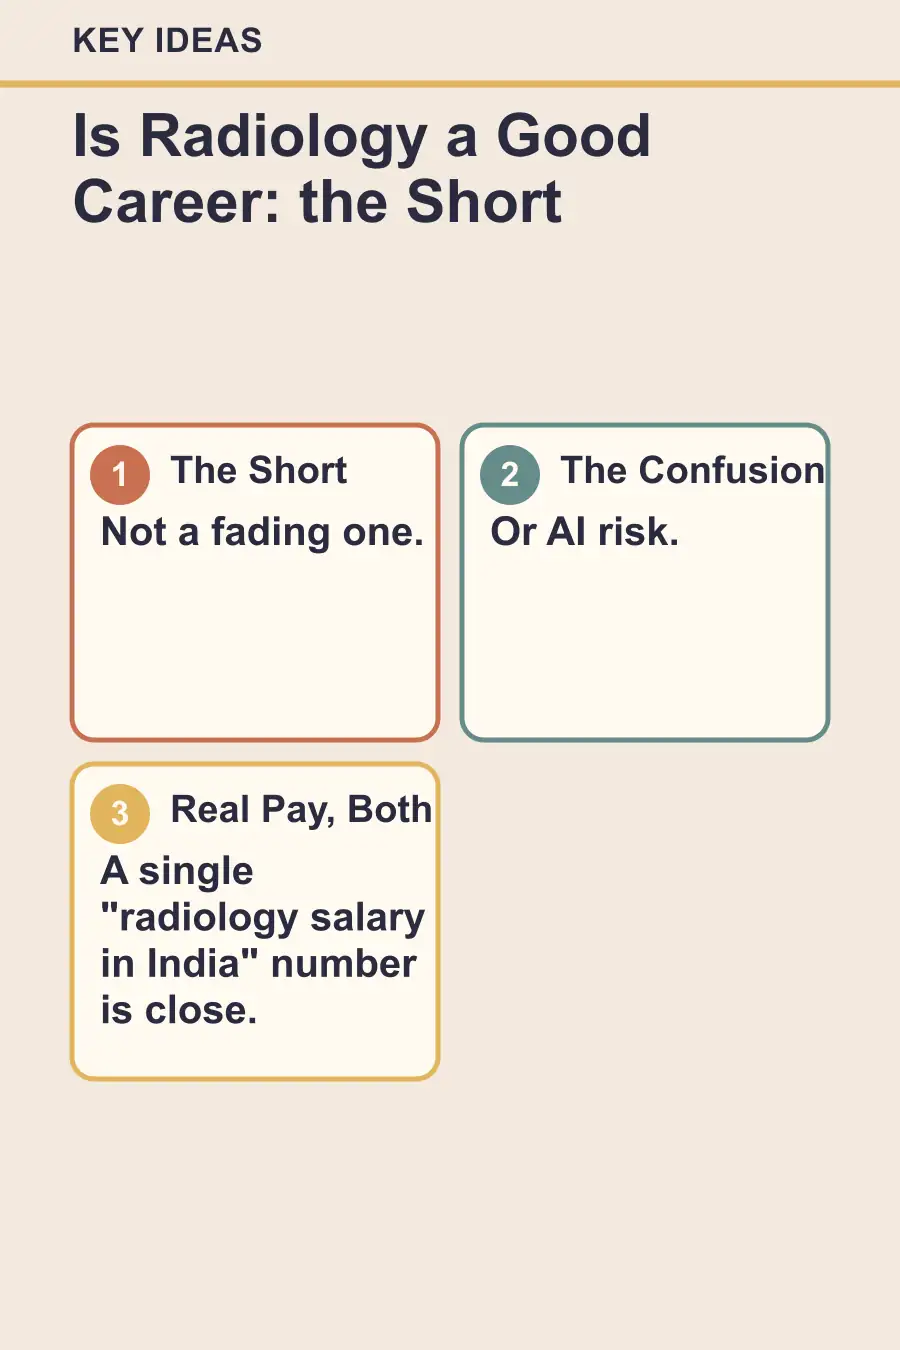 KEY IDEAS
Is Radiology a Good
Career: the Short
1 The Short
Not a fading one.
2 The Confusion
Or AI risk.
3 Real Pay, Both
A single
"radiology salary
in India" number
is close.